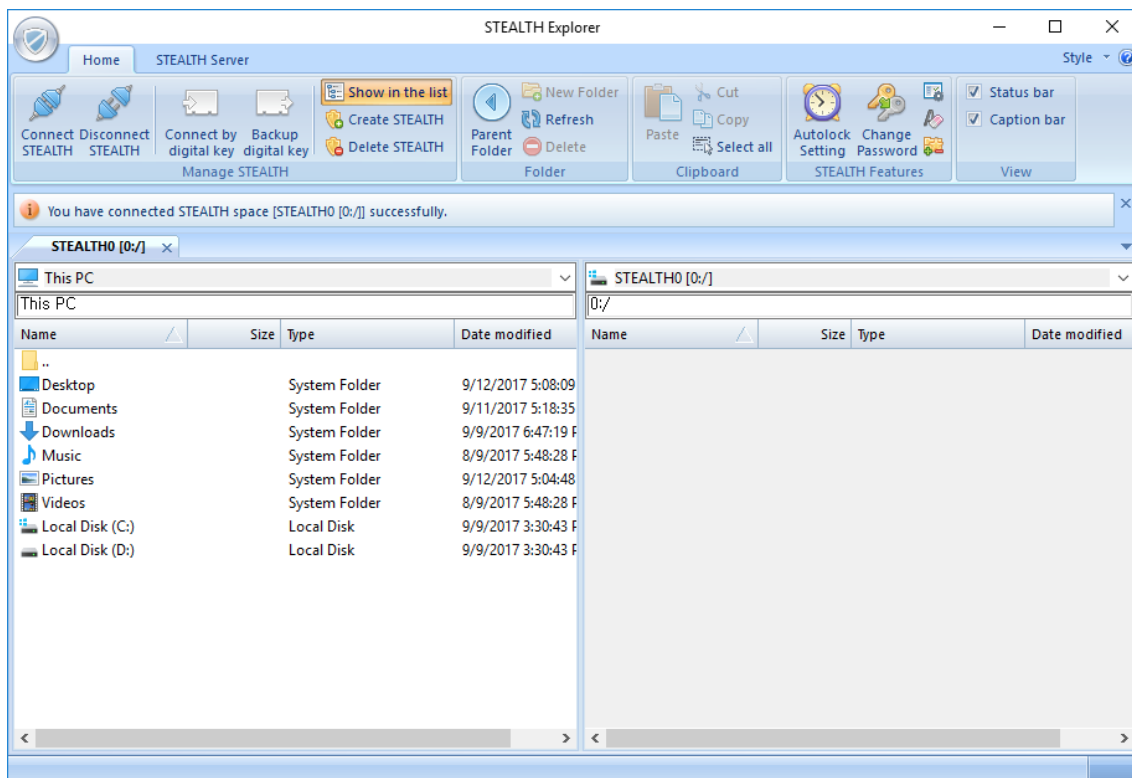 STEALTH Explorer
Home STEALTH Server Style
Connect STEALTH
Disconnect STEALTH
Connect by digital key
Backup digital key
Show in the list
Create STEALTH
Delete STEALTH
Manage STEALTH
Parent Folder
New Folder
Refresh
Delete
Folder
Paste
Cut
Copy
Select all
Clipboard
Autolock Setting
Change Password
STEALTH Features
Status bar
Caption bar
View
You have connected STEALTH space [STEALTH0 [0:/]] successfully.
STEALTH0 [0:/]
This PC
This PC
Name Size Type Date modified
..
Desktop System Folder 9/12/2017 5:08:09
Documents System Folder 9/11/2017 5:18:35
Downloads System Folder 9/9/2017 6:47:19 P
Music System Folder 8/9/2017 5:48:28 P
Pictures System Folder 9/12/2017 5:04:48
Videos System Folder 8/9/2017 5:48:28 P
Local Disk (C:) Local Disk 9/9/2017 3:30:43 P
Local Disk (D:) Local Disk 9/9/2017 3:30:43 P
STEALTH0 [0:/]
0:/
Name Size Type Date modified